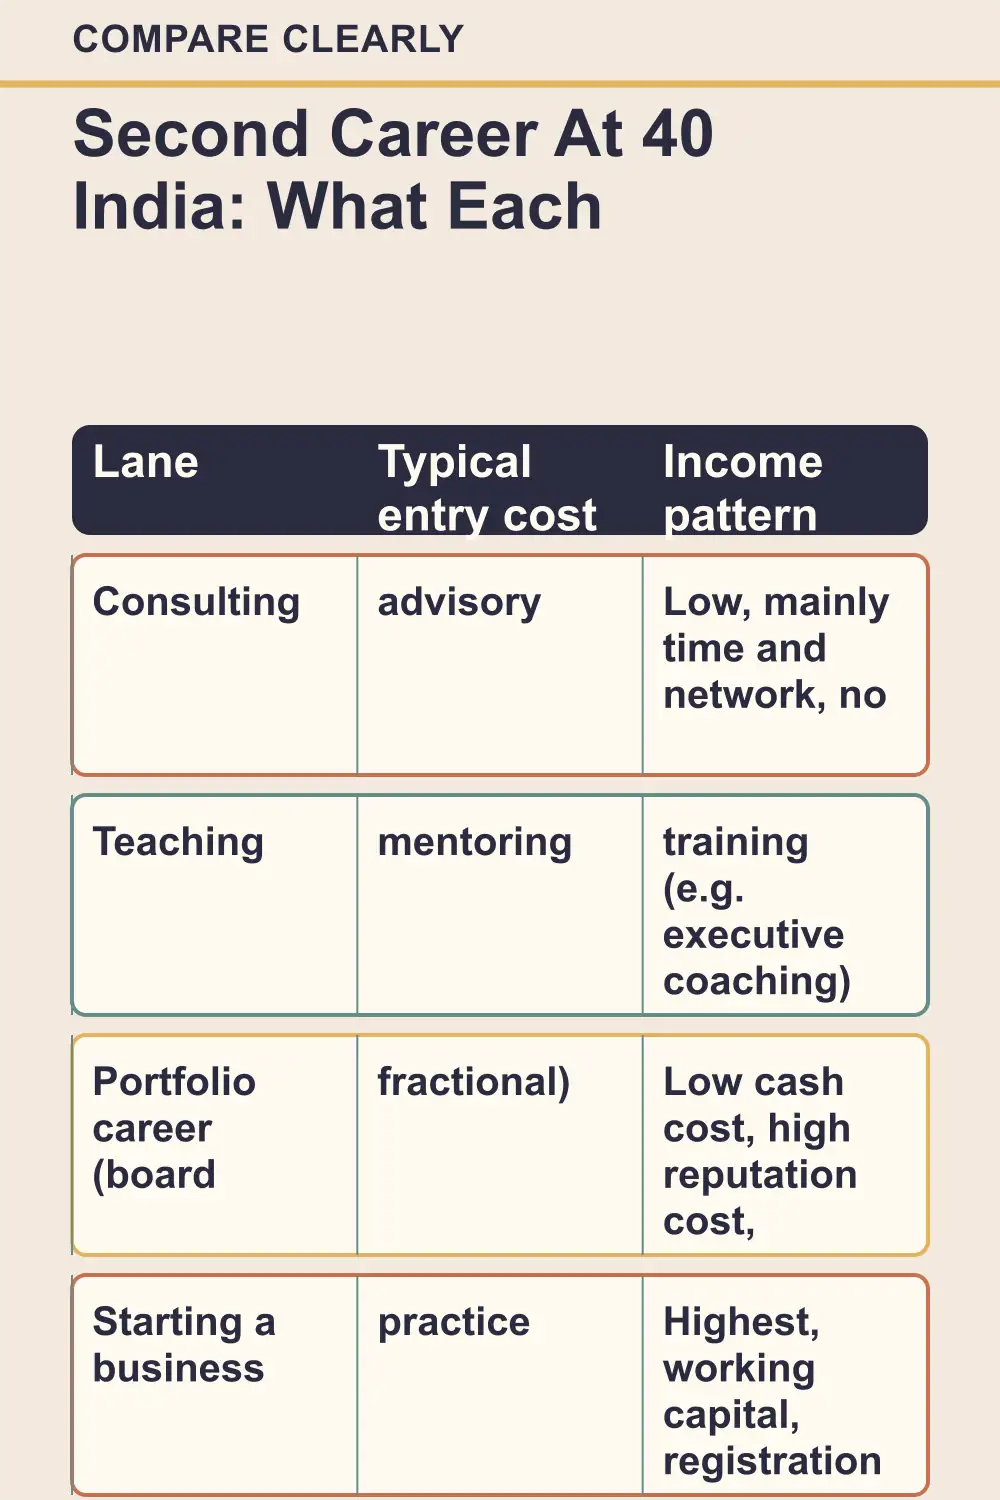 COMPARE CLEARLY
Second Career At 40
India: What Each
Lane
Typical
entry cost
Income
pattern
Consulting
advisory
Low, mainly
time and
network, no
Teaching
mentoring
training
(e.g.
executive
coaching)
Portfolio
career
(board
fractional)
Low cash
cost, high
reputation
cost,
Starting a
business
practice
Highest,
working
capital,
registration